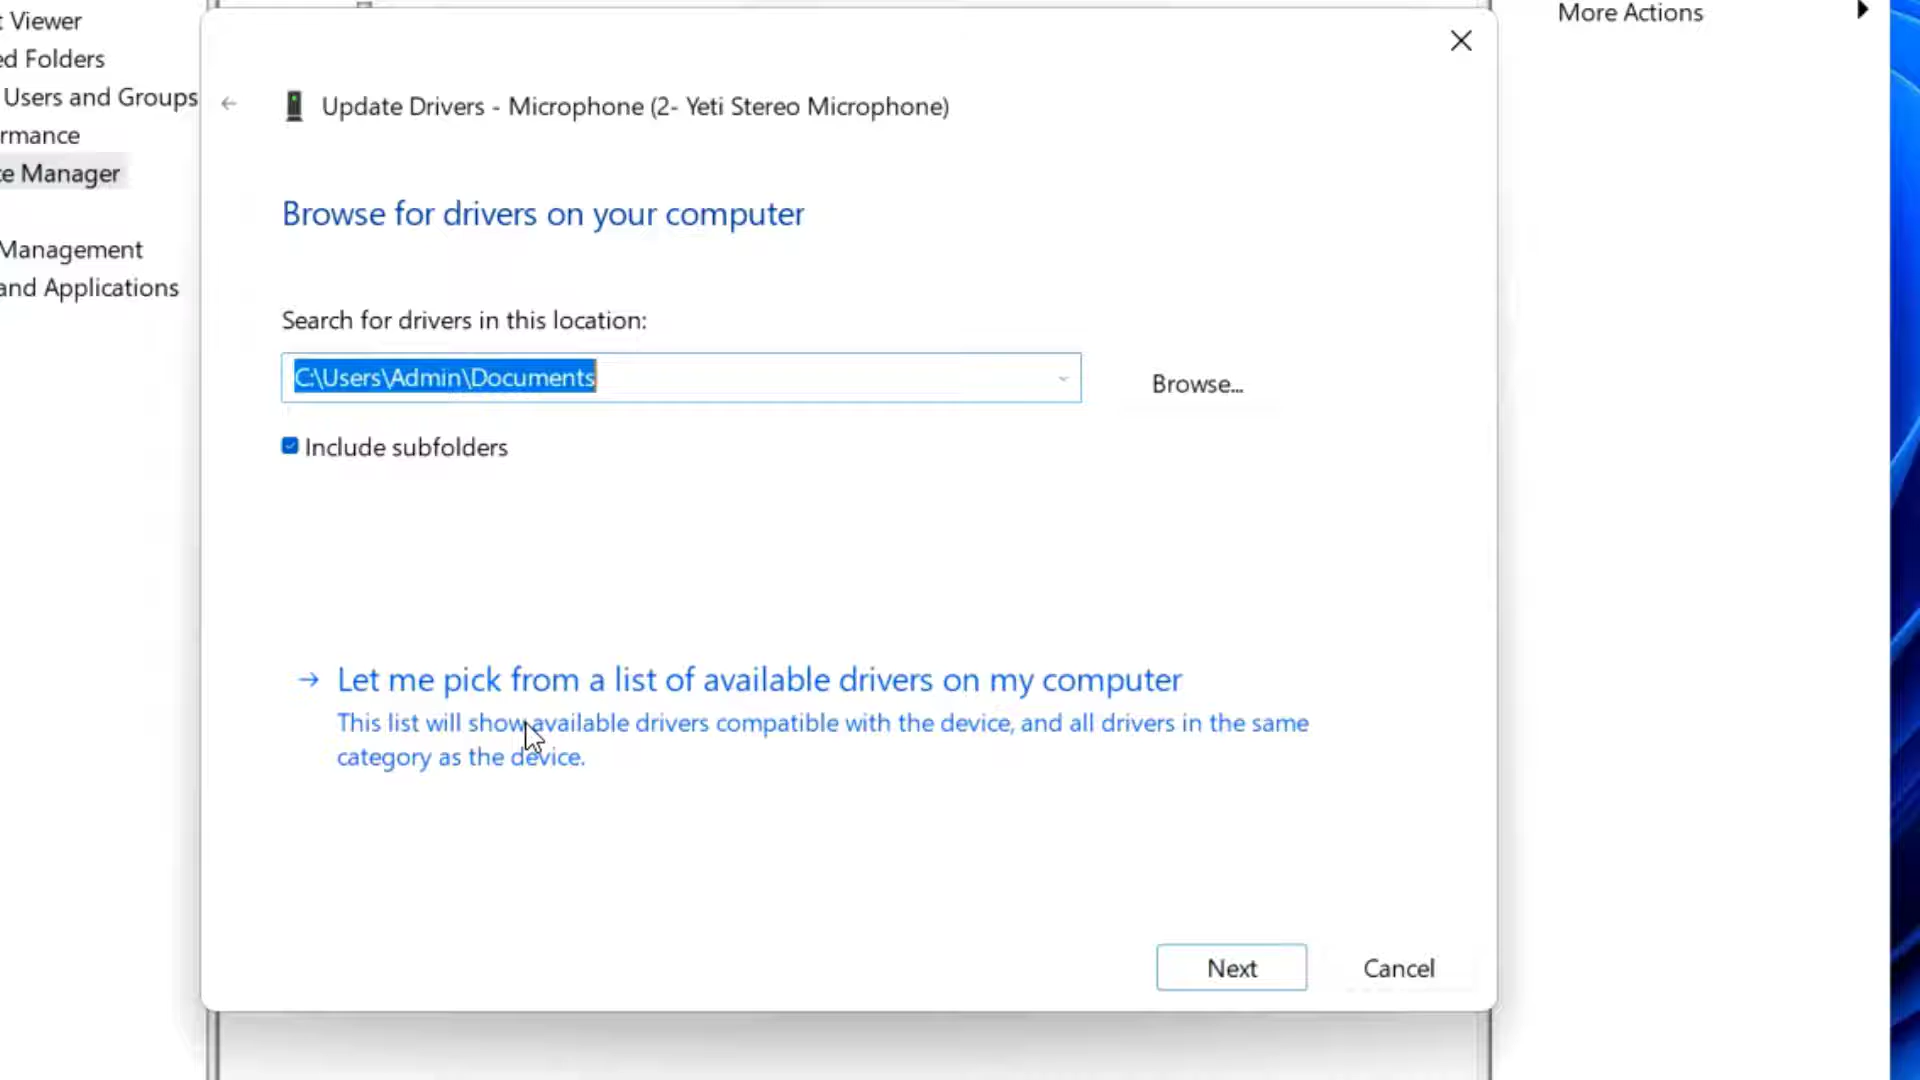 t Viewer
ed Folders
Users and Groups
rmance
ce Manager
Management
and Applications
More Actions
Update Drivers - Microphone (2- Yeti Stereo Microphone)
Browse for drivers on your computer
Search for drivers in this location:
C:\Users\Admin\Documents
Browse...
Include subfolders
Let me pick from a list of available drivers on my computer
This list will show available drivers compatible with the device, and all drivers in the same
category as the device.
Next
Cancel